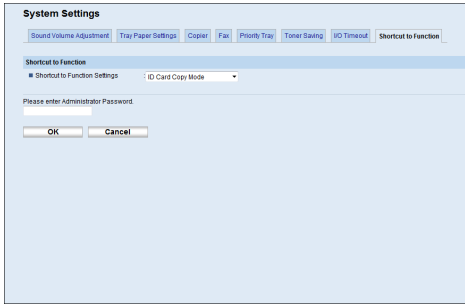 System Settings
Sound Volume Adjustment Tray Paper Settings Copier Fax Priority Tray Toner Saving I/O Timeout Shortcut to Function
Shortcut to Function
Shortcut to Function Settings : ID Card Copy Mode
Please enter Administrator Password.
OK Cancel